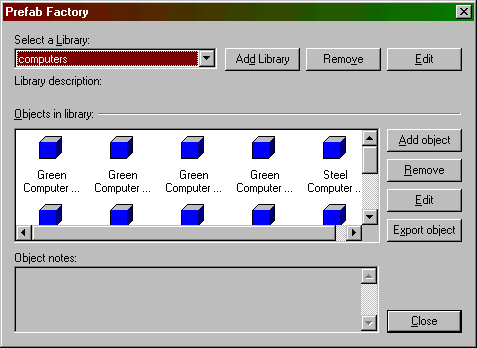 Prefab Factory
Select a Library:
computers
Add Library
Remove
Edit
Library description:
Objects in library:
Green Computer ...
Green Computer ...
Green Computer ...
Green Computer ...
Steel Computer ..
Add object
Remove
Edit
Export object
Object notes:
Close